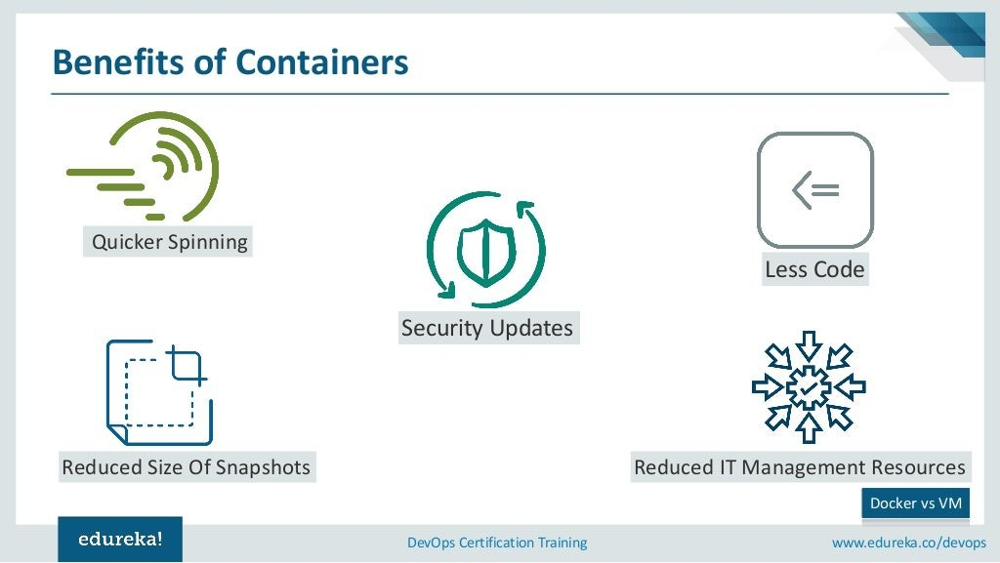 Benefits of Containers
Quicker Spinning
Less Code
Security Updates
Reduced Size Of Snapshots
Reduced IT Management Resources
Docker vs VM
edureka!
DevOps Certification Training
www.edureka.co/devops